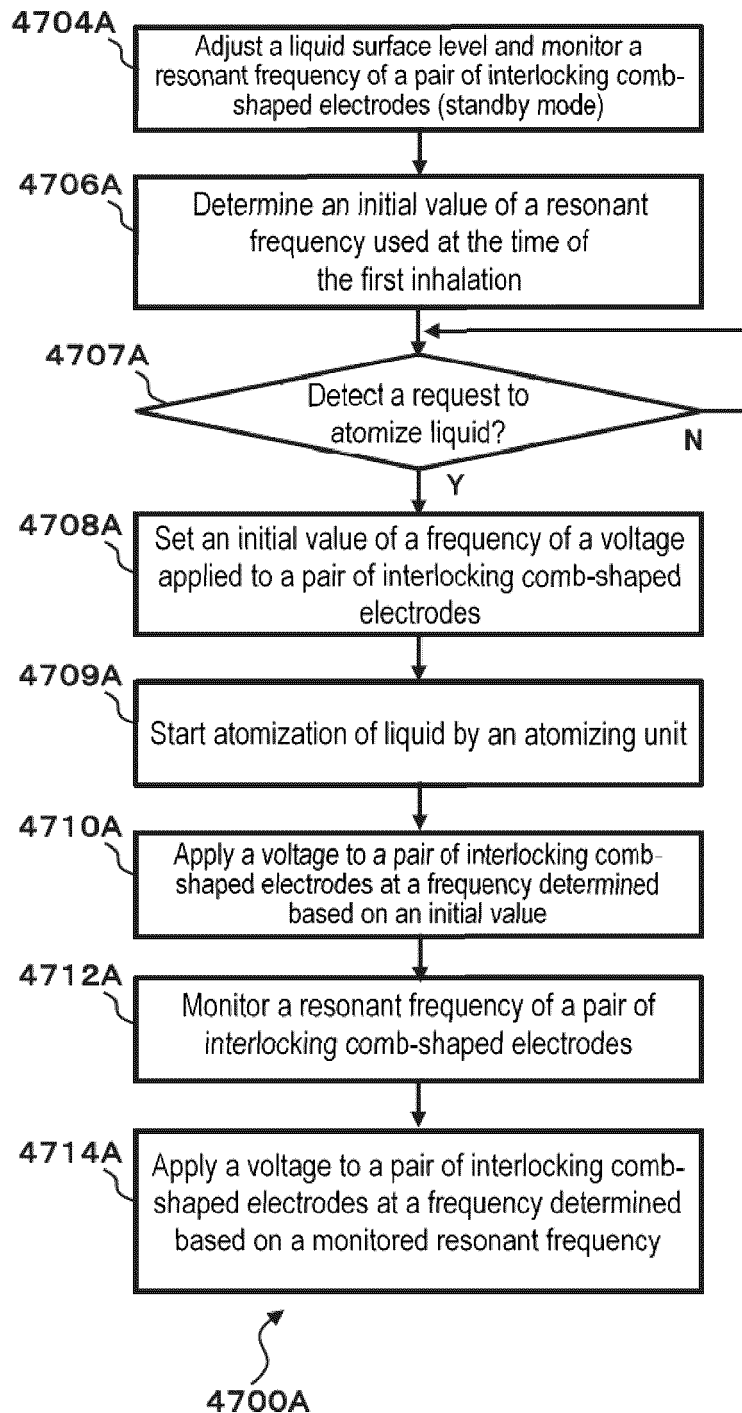 4704A
Adjust a liquid surface level and monitor a
resonant frequency of a pair of interlocking comb-
shaped electrodes (standby mode)
4706A
Determine an initial value of a resonant
frequency used at the time of
the first inhalation
4707A
Detect a request to
atomize liquid?
N
Y
4708A
Set an initial value of a frequency of a voltage
applied to a pair of interlocking comb-shaped
electrodes
4709A
Start atomization of liquid by an atomizing unit
4710A
Apply a voltage to a pair of interlocking comb-
shaped electrodes at a frequency determined
based on an initial value
4712A
Monitor a resonant frequency of a pair of
interlocking comb-shaped electrodes
4714A
Apply a voltage to a pair of interlocking comb-
shaped electrodes at a frequency determined
based on a monitored resonant frequency
4700A